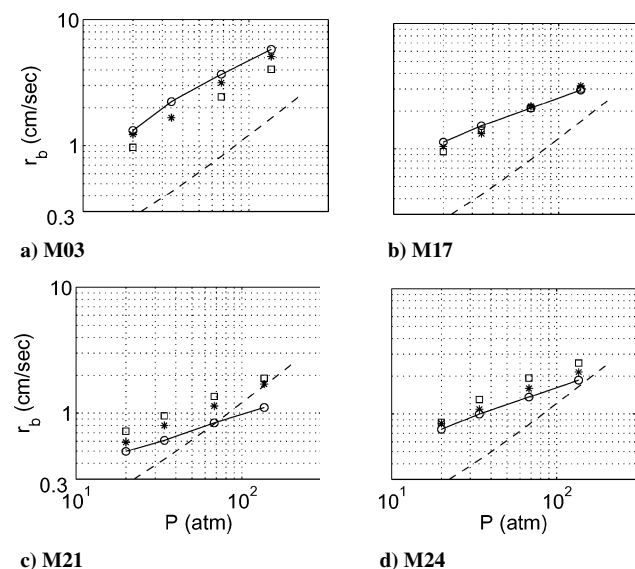 10
r_b (cm/sec)
1
0.3
a) M03
b) M17
10
r_b (cm/sec)
1
0.3
10^1
10^2
P (atm)
10^1
10^2
P (atm)
c) M21
d) M24